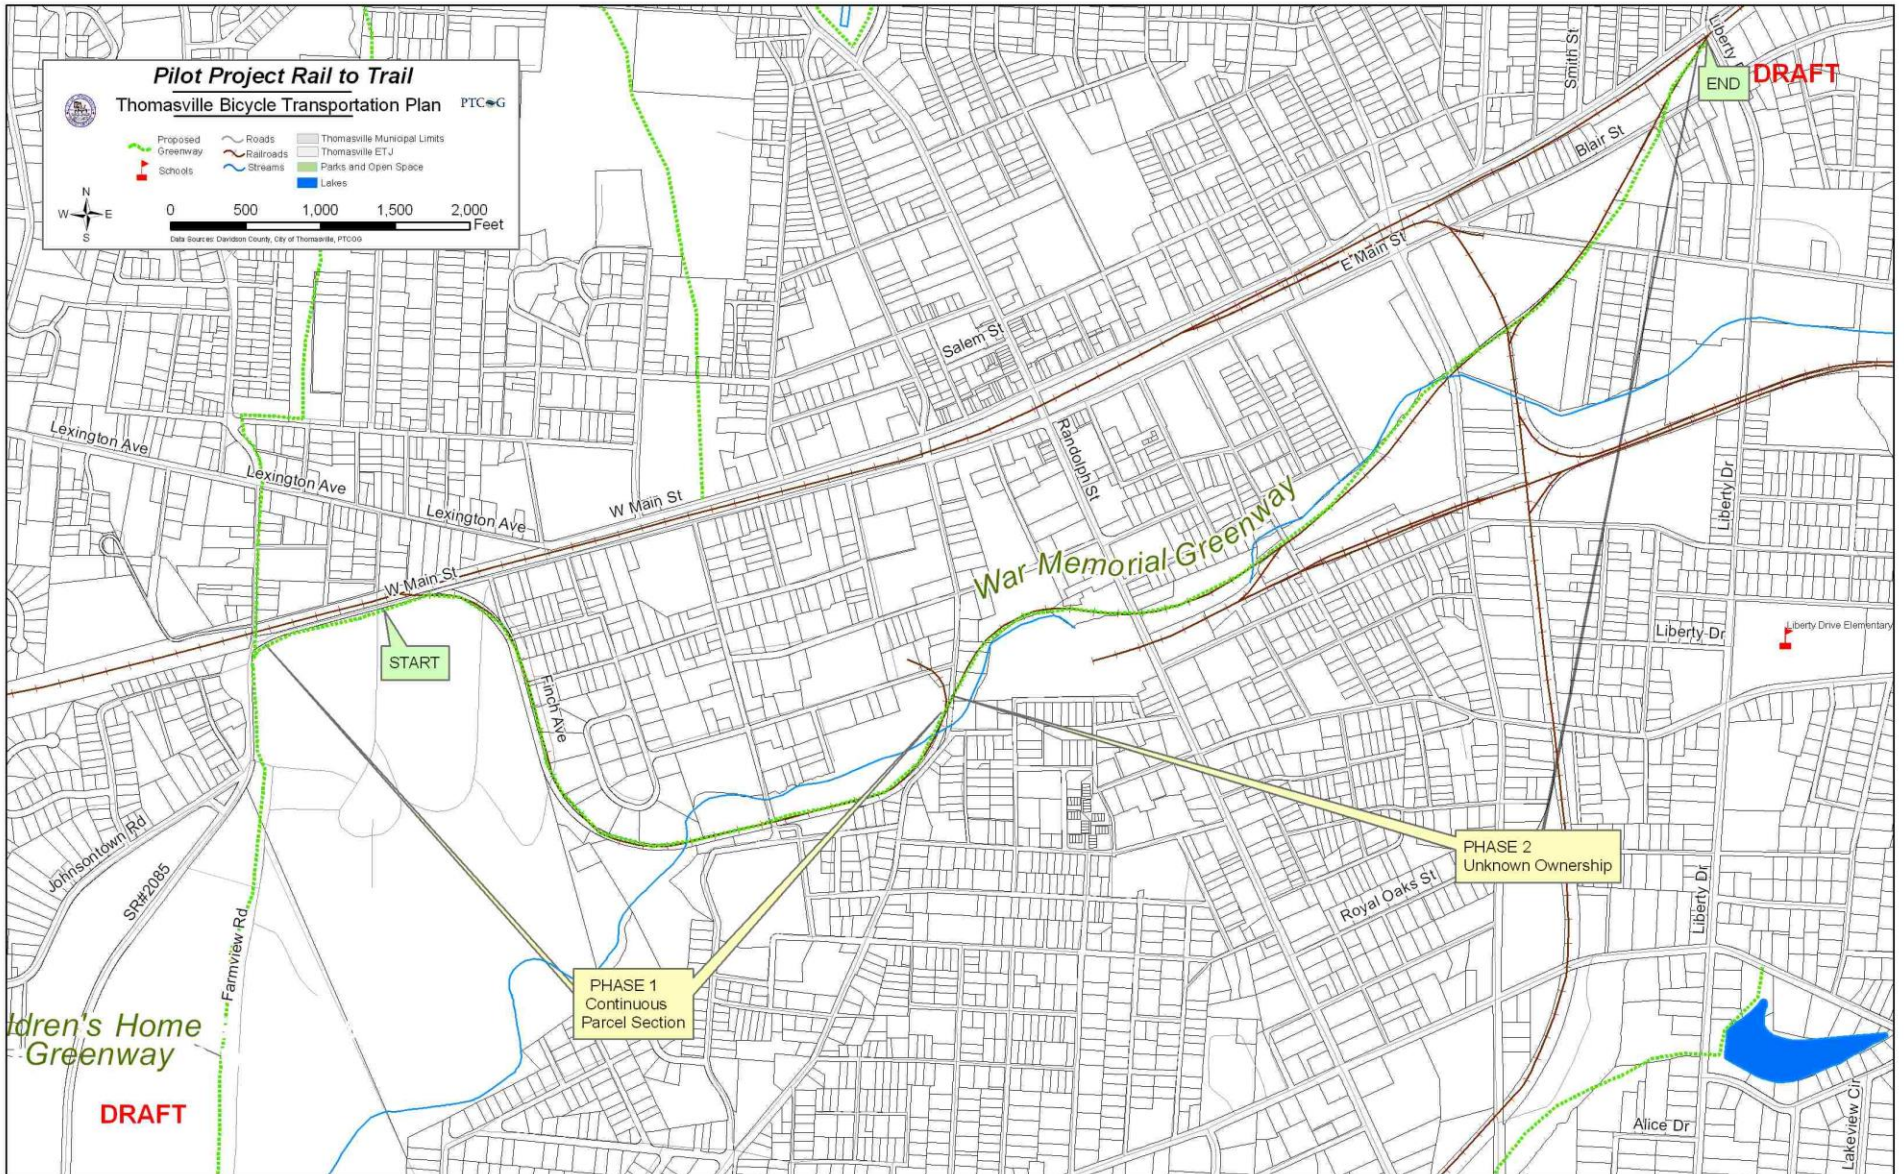 Pilot Project Rail to Trail
Thomasville Bicycle Transportation Plan
PTCOG
Proposed
Greenway
Schools
Roads
Railroads
Streams
Thomasville Municipal Limits
Thomasville ETJ
Parks and Open Space
Lakes
N
W E
S
0 500 1,000 1,500 2,000
Feet
Data Sources: Davidson County, City of Thomasville, PTCOG
Smith St
Liberty
DRAFT
END
Blair St
E Main St
Salem St
Lexington Ave
Lexington Ave
Lexington Ave
W Main St
Randolph St
Liberty Dr
War Memorial Greenway
W Main St
START
Finch Ave
Liberty Dr
Liberty Drive Elementary
Johnsontown Rd
SR#2085
Farmview Rd
PHASE 2
Unknown Ownership
Royal Oaks St
Liberty Dr
PHASE 1
Continuous
Parcel Section
ldren's Home
Greenway
DRAFT
Alice Dr
Lakeview Cir